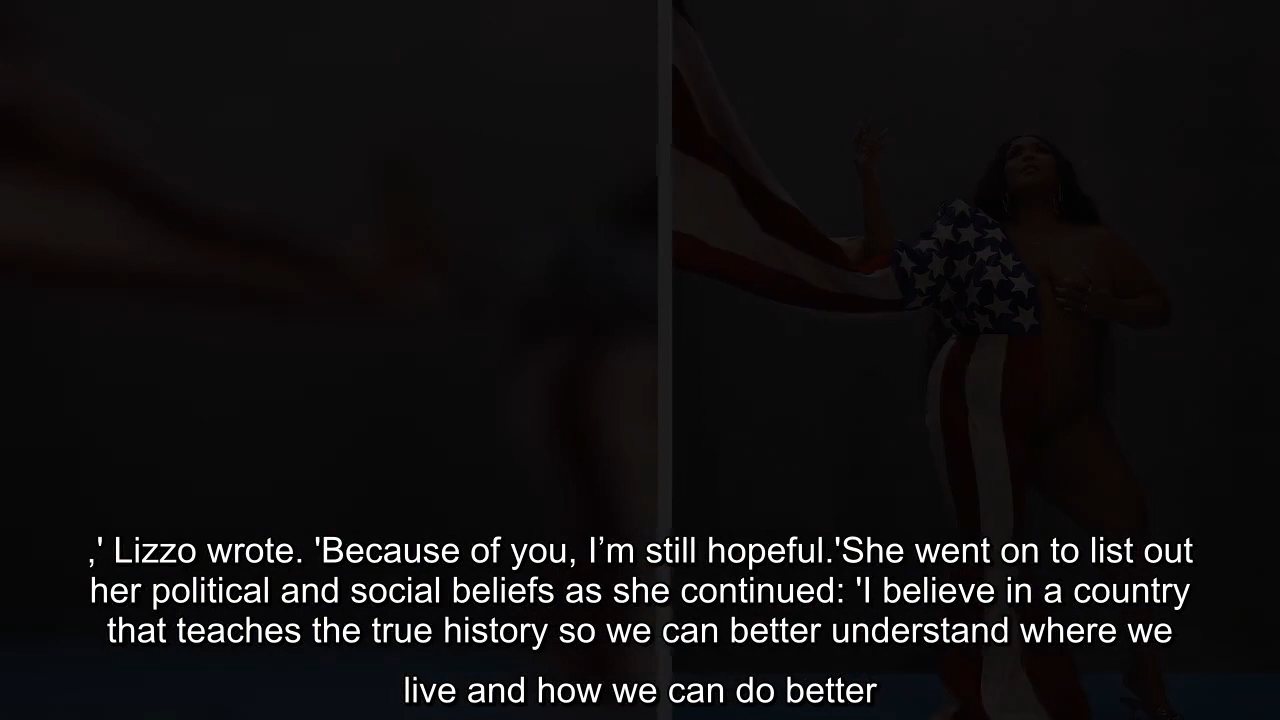 ,' Lizzo wrote. 'Because of you, I’m still hopeful.'She went on to list out
her political and social beliefs as she continued: 'I believe in a country
that teaches the true history so we can better understand where we
live and how we can do better